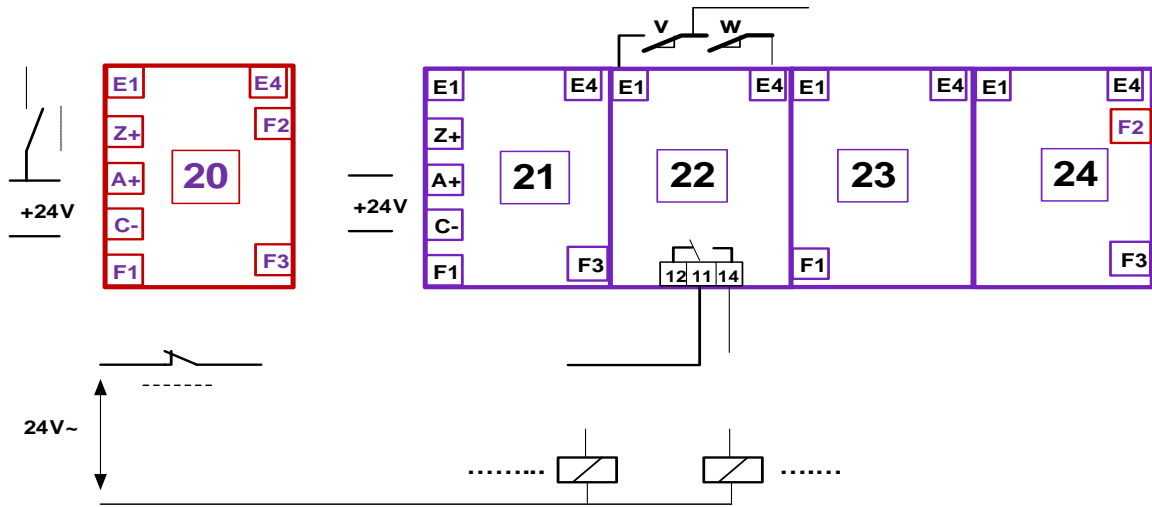 V W
E1 E4 E1 E4 E1 E4 E1 E4 E1 E4
Z+ F2 Z+ F2
A+ 20 A+ 21 22 23 24
+24V +24V
C- C-
F1 F3 F1 F3 12 11 14 F1 F3
24V~
......... .......